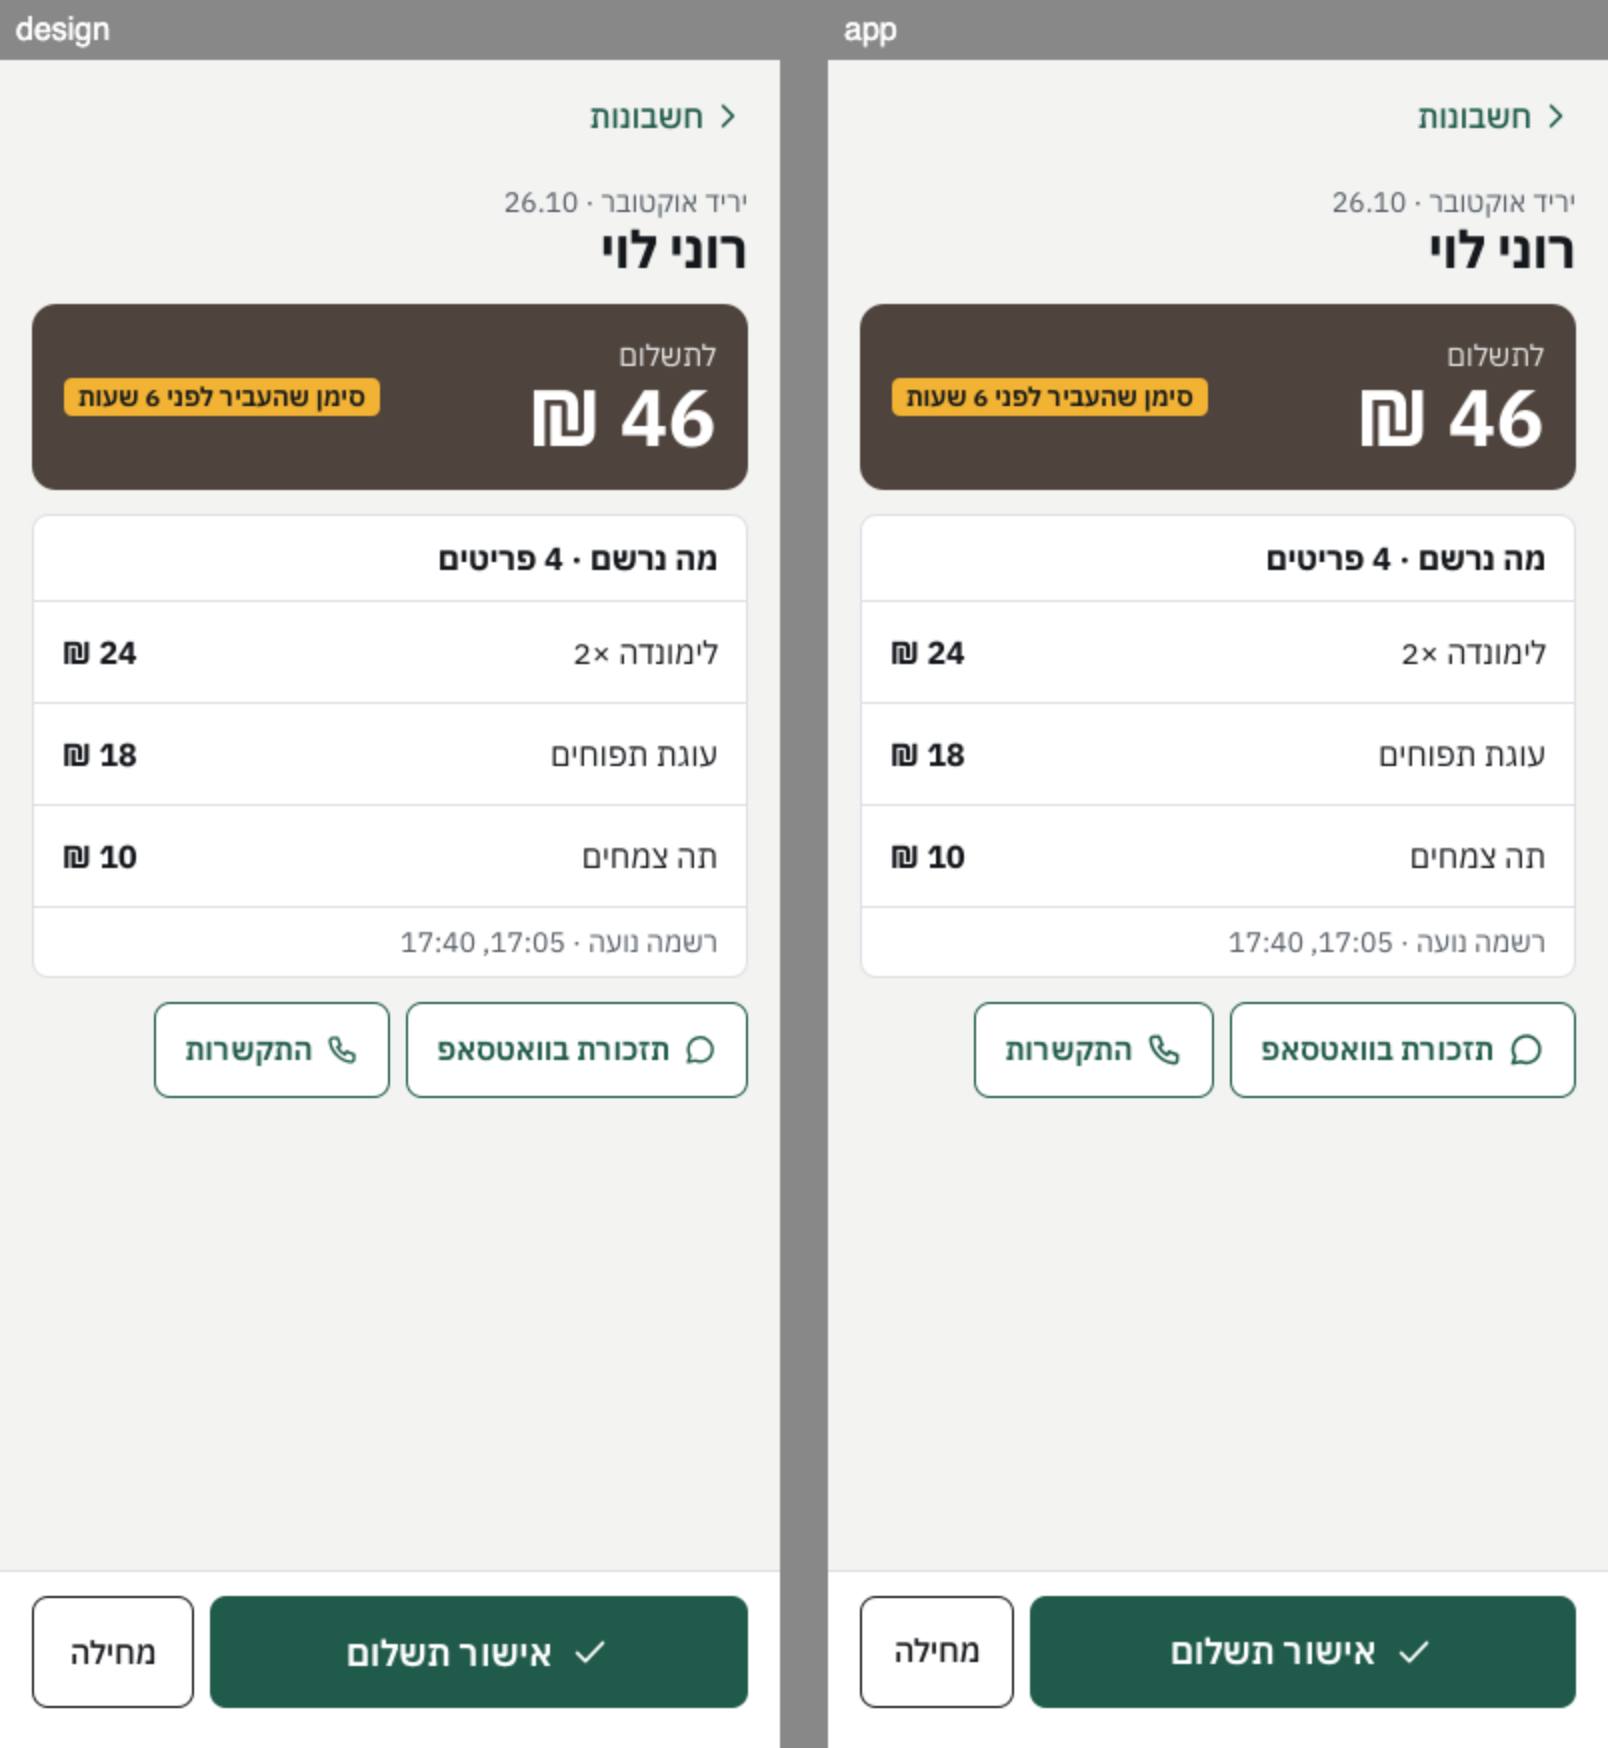 design
חשבונות
יריד אוקטובר · 26.10
רוני לוי
לתשלום
46 ₪
סימן שהעביר לפני 6 שעות
מה נרשם · 4 פריטים
לימונדה ×2
24 ₪
עוגת תפוחים
18 ₪
תה צמחים
10 ₪
רשמה נועה · 17:05, 17:40
תזכורת בוואטסאפ
התקשרות
אישור תשלום
מחילה
app
חשבונות
יריד אוקטובר · 26.10
רוני לוי
לתשלום
46 ₪
סימן שהעביר לפני 6 שעות
מה נרשם · 4 פריטים
לימונדה ×2
24 ₪
עוגת תפוחים
18 ₪
תה צמחים
10 ₪
רשמה נועה · 17:05, 17:40
תזכורת בוואטסאפ
התקשרות
אישור תשלום
מחילה